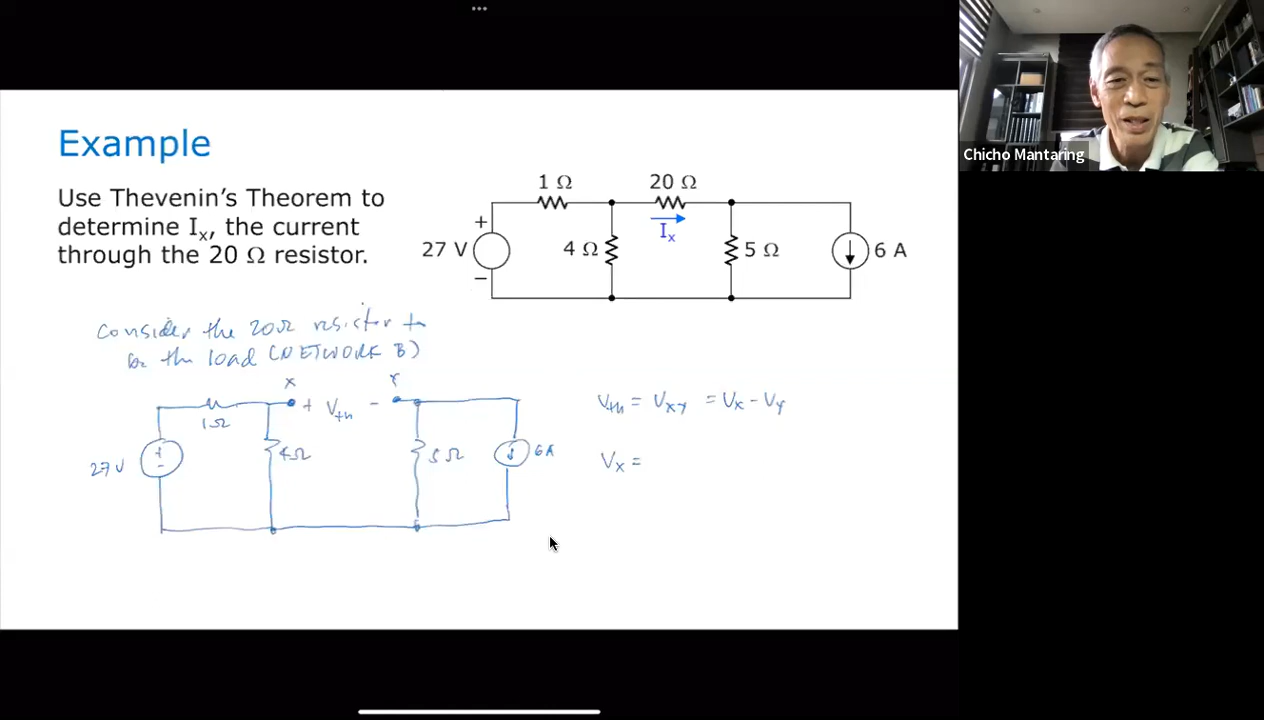 Example
Use Thevenin's Theorem to
determine Ix, the current
through the 20 Ω resistor.
1 Ω
20 Ω
+
27 V
−
4 Ω
Ix
5 Ω
6 A
Chicho Mantaring
Consider the 20Ω resistor to
be the load (NETWORK B)
x
Y
+ Vth -
1Ω
27 V
+
-
4Ω
5 Ω
6A
Vth = Vxy = Vx - Vy
Vx =